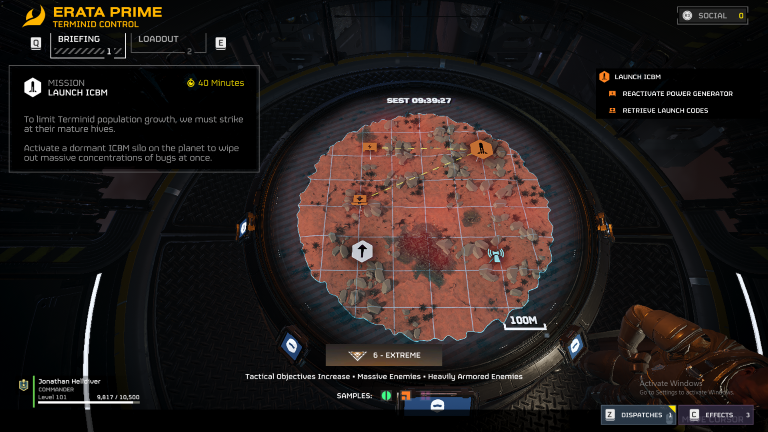 ERATA PRIME
TERMINID CONTROL
SOCIAL 0
Q BRIEFING 1 LOADOUT 2 E
MISSION
LAUNCH ICBM
40 Minutes
To limit Terminid population growth, we must strike
at their mature hives.
Activate a dormant ICBM silo on the planet to wipe
out massive concentrations of bugs at once.
LAUNCH ICBM
REACTIVATE POWER GENERATOR
RETRIEVE LAUNCH CODES
SEST 09:39:27
100M
6 - EXTREME
Tactical Objectives Increase • Massive Enemies • Heavily Armored Enemies
SAMPLES:
Jonathan Hellfiver
COMMANDER
Level 101 9,817 / 10,500
Activate Windows
Go to Settings to activate Windows.
Z DISPATCHES 1
C EFFECTS 3
MOVE CURSOR